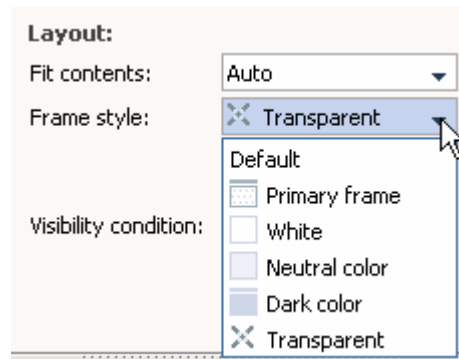 Layout:
Fit contents: Auto
Frame style: Transparent
Default
Primary frame
Visibility condition: White
Neutral color
Dark color
Transparent